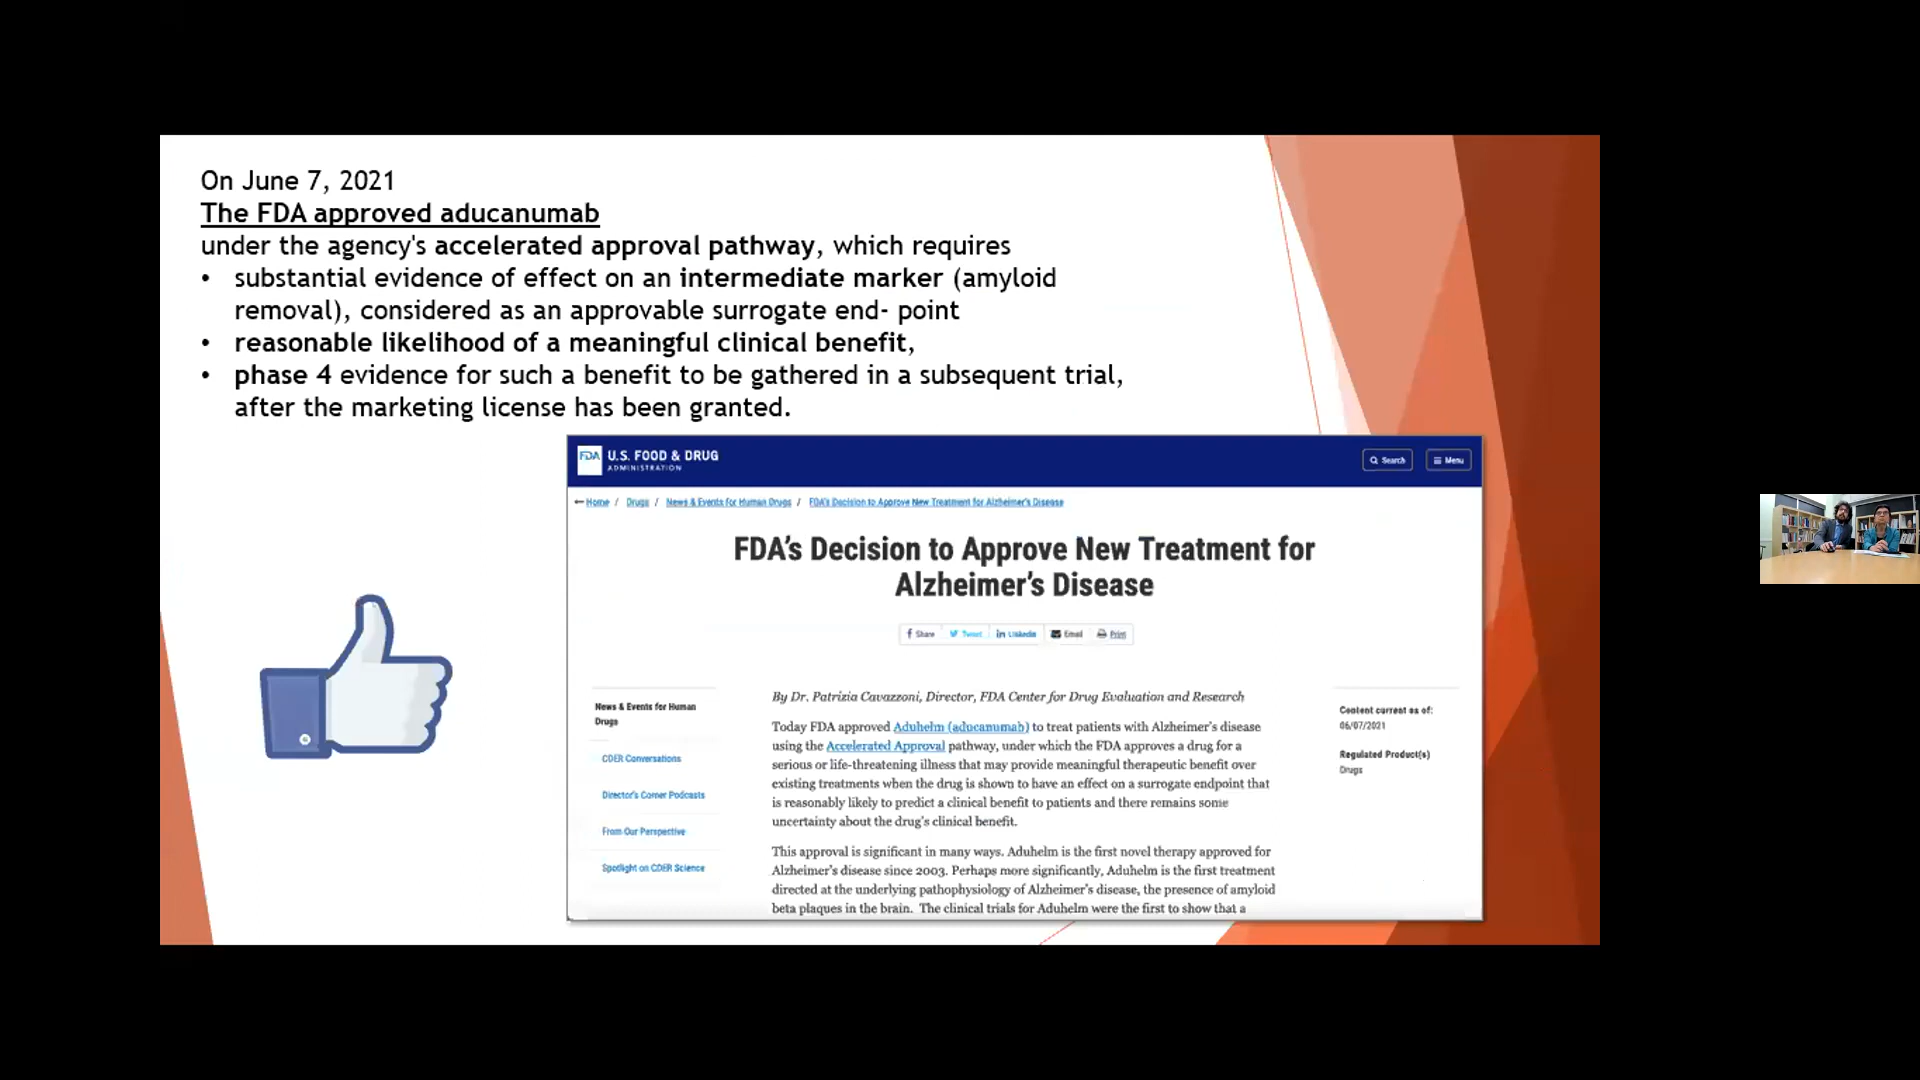 On June 7, 2021
The FDA approved aducanumab
under the agency's accelerated approval pathway, which requires
• substantial evidence of effect on an intermediate marker (amyloid
removal), considered as an approvable surrogate end- point
• reasonable likelihood of a meaningful clinical benefit,
• phase 4 evidence for such a benefit to be gathered in a subsequent trial,
after the marketing license has been granted.
FDA U.S. FOOD & DRUG
ADMINISTRATION
Search
Menu
Home / Drugs / News & Events for Human Drugs / FDA's Decision to Approve New Treatment for Alzheimer's Disease
FDA's Decision to Approve New Treatment for
Alzheimer's Disease
Share Tweet Linkedin Email Print
News & Events for Human
Drugs
CDER Conversations
Director's Corner Podcasts
From Our Perspective
Spotlight on CDER Science
By Dr. Patrizia Cavazzoni, Director, FDA Center for Drug Evaluation and Research
Today FDA approved Aduhelm (aducanumab) to treat patients with Alzheimer's disease
using the Accelerated Approval pathway, under which the FDA approves a drug for a
serious or life-threatening illness that may provide meaningful therapeutic benefit over
existing treatments when the drug is shown to have an effect on a surrogate endpoint that
is reasonably likely to predict a clinical benefit to patients and there remains some
uncertainty about the drug's clinical benefit.
This approval is significant in many ways. Aduhelm is the first novel therapy approved for
Alzheimer's disease since 2003. Perhaps more significantly, Aduhelm is the first treatment
directed at the underlying pathophysiology of Alzheimer's disease, the presence of amyloid
beta plaques in the brain. The clinical trials for Aduhelm were the first to show that a
Content current as of:
06/07/2021
Regulated Product(s)
Drugs